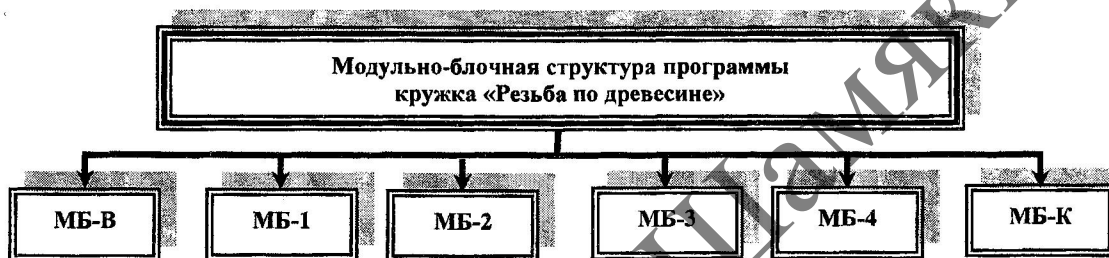 Модульно-блочная структура программы
кружка «Резьба по древесине»
МБ-В
МБ-1
МБ-2
МБ-3
МБ-4
МБ-К